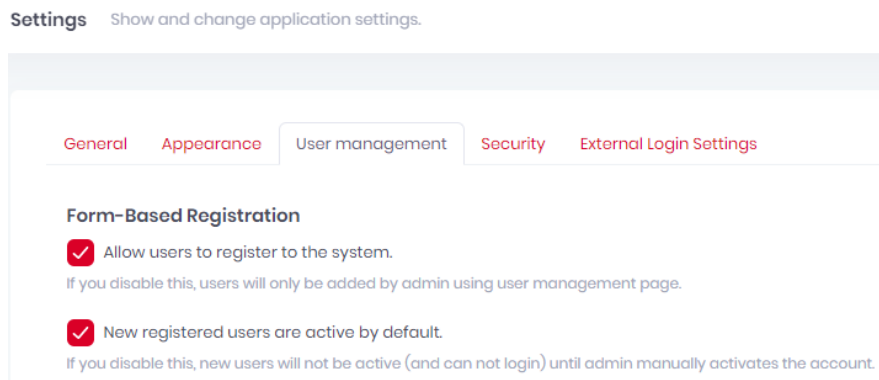 Settings Show and change application settings.
General Appearance User management Security External Login Settings
Form-Based Registration
Allow users to register to the system.
If you disable this, users will only be added by admin using user management page.
New registered users are active by default.
If you disable this, new users will not be active (and can not login) until admin manually activates the account.